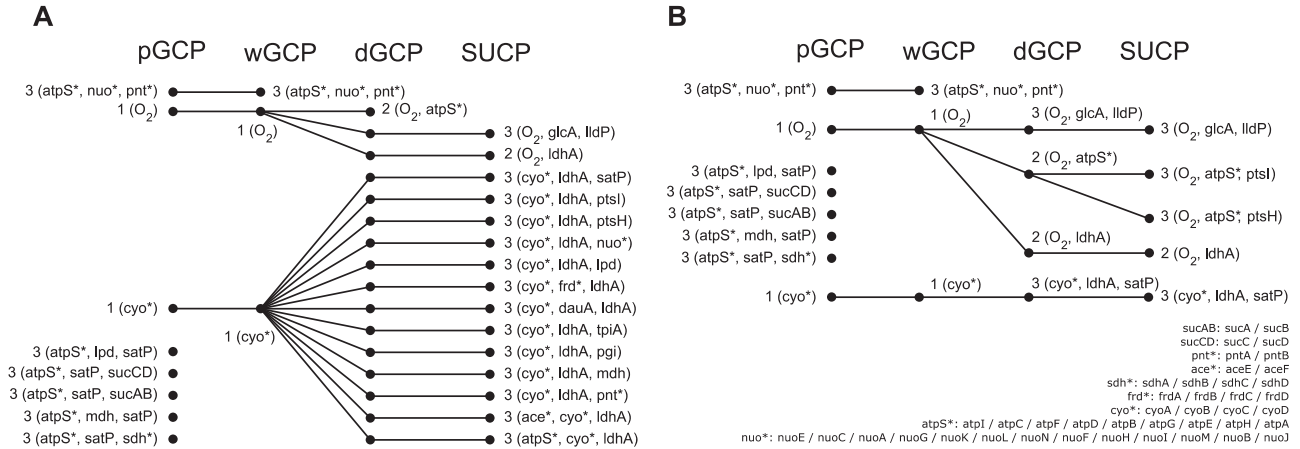 A
pGCP wGCP dGCP SUCP
3 (atpS*, nuo*, pnt*) 3 (atpS*, nuo*, pnt*)
1 (O2) 2 (O2, atpS*)
1 (O2)
3 (O2, glcA, lldP)
2 (O2, ldhA)
3 (cyo*, ldhA, satP)
3 (cyo*, ldhA, ptsI)
3 (cyo*, ldhA, ptsH)
3 (cyo*, ldhA, nuo*)
3 (cyo*, ldhA, lpd)
3 (cyo*, frd*, ldhA)
1 (cyo*) 3 (cyo*, dauA, ldhA)
1 (cyo*) 3 (cyo*, ldhA, tpiA)
3 (atpS*, lpd, satP) 3 (cyo*, ldhA, pgi)
3 (atpS*, satP, sucCD) 3 (cyo*, ldhA, mdh)
3 (atpS*, satP, sucAB) 3 (cyo*, ldhA, pnt*)
3 (atpS*, mdh, satP) 3 (ace*, cyo*, ldhA)
3 (atpS*, satP, sdh*) 3 (atpS*, cyo*, ldhA)
B
pGCP wGCP dGCP SUCP
3 (atpS*, nuo*, pnt*) 3 (atpS*, nuo*, pnt*)
1 (O2) 3 (O2, glcA, lldP)
1 (O2) 3 (O2, glcA, lldP)
2 (O2, atpS*)
3 (atpS*, lpd, satP) 3 (O2, atpS*, ptsI)
3 (atpS*, satP, sucCD)
3 (atpS*, satP, sucAB) 3 (O2, atpS*, ptsH)
3 (atpS*, mdh, satP) 2 (O2, ldhA)
3 (atpS*, satP, sdh*) 2 (O2, ldhA)
1 (cyo*) 3 (cyo*, ldhA, satP)
1 (cyo*) 3 (cyo*, ldhA, satP)
sucAB: sucA / sucB
sucCD: sucC / sucD
pnt*: pntA / pntB
ace*: aceE / aceF
sdh*: sdhA / sdhB / sdhC / sdhD
frd*: frdA / frdB / frdC / frdD
cyo*: cyoA / cyoB / cyoC / cyoD
atpS*: atpI / atpC / atpF / atpD / atpB / atpG / atpE / atpH / atpA
nuo*: nuoE / nuoC / nuoA / nuoG / nuoK / nuoL / nuoN / nuoF / nuoH / nuoI / nuoM / nuoB / nuoJ